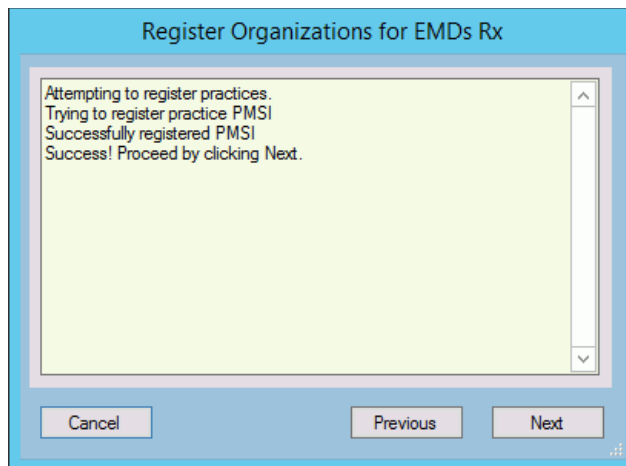 Register Organizations for EMDs Rx
Attempting to register practices.
Trying to register practice PMSI
Successfully registered PMSI
Success! Proceed by clicking Next.
Cancel
Previous
Next